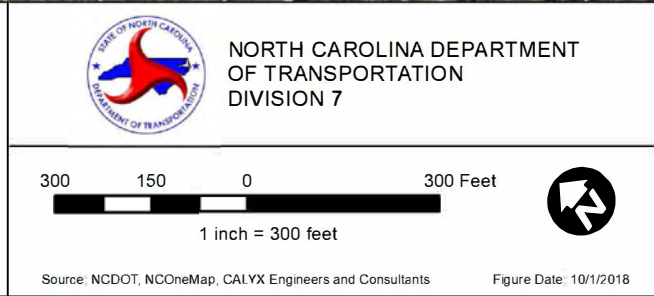 STATE OF NORTH CAROLINA
DEPARTMENT OF TRANSPORTATION
NORTH CAROLINA DEPARTMENT
OF TRANSPORTATION
DIVISION 7
300 150 0 300 Feet
1 inch = 300 feet
N
Source: NCDOT, NCOneMap, CALYX Engineers and Consultants Figure Date: 10/1/2018